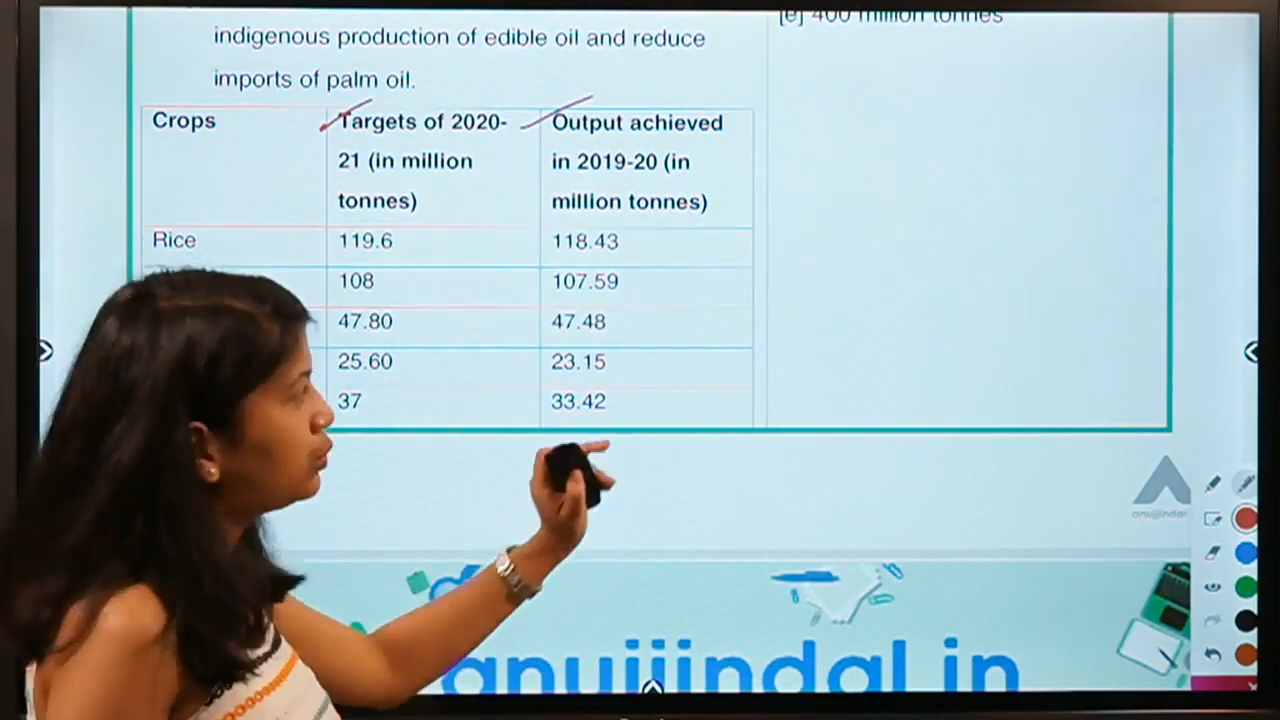 [e] 400 million tonnes
indigenous production of edible oil and reduce
imports of palm oil.
Crops Targets of 2020- Output achieved
21 (in million in 2019-20 (in
tonnes) million tonnes)
Rice 119.6 118.43
108 107.59
47.80 47.48
25.60 23.15
37 33.42
anujjindal
anujjindal.in